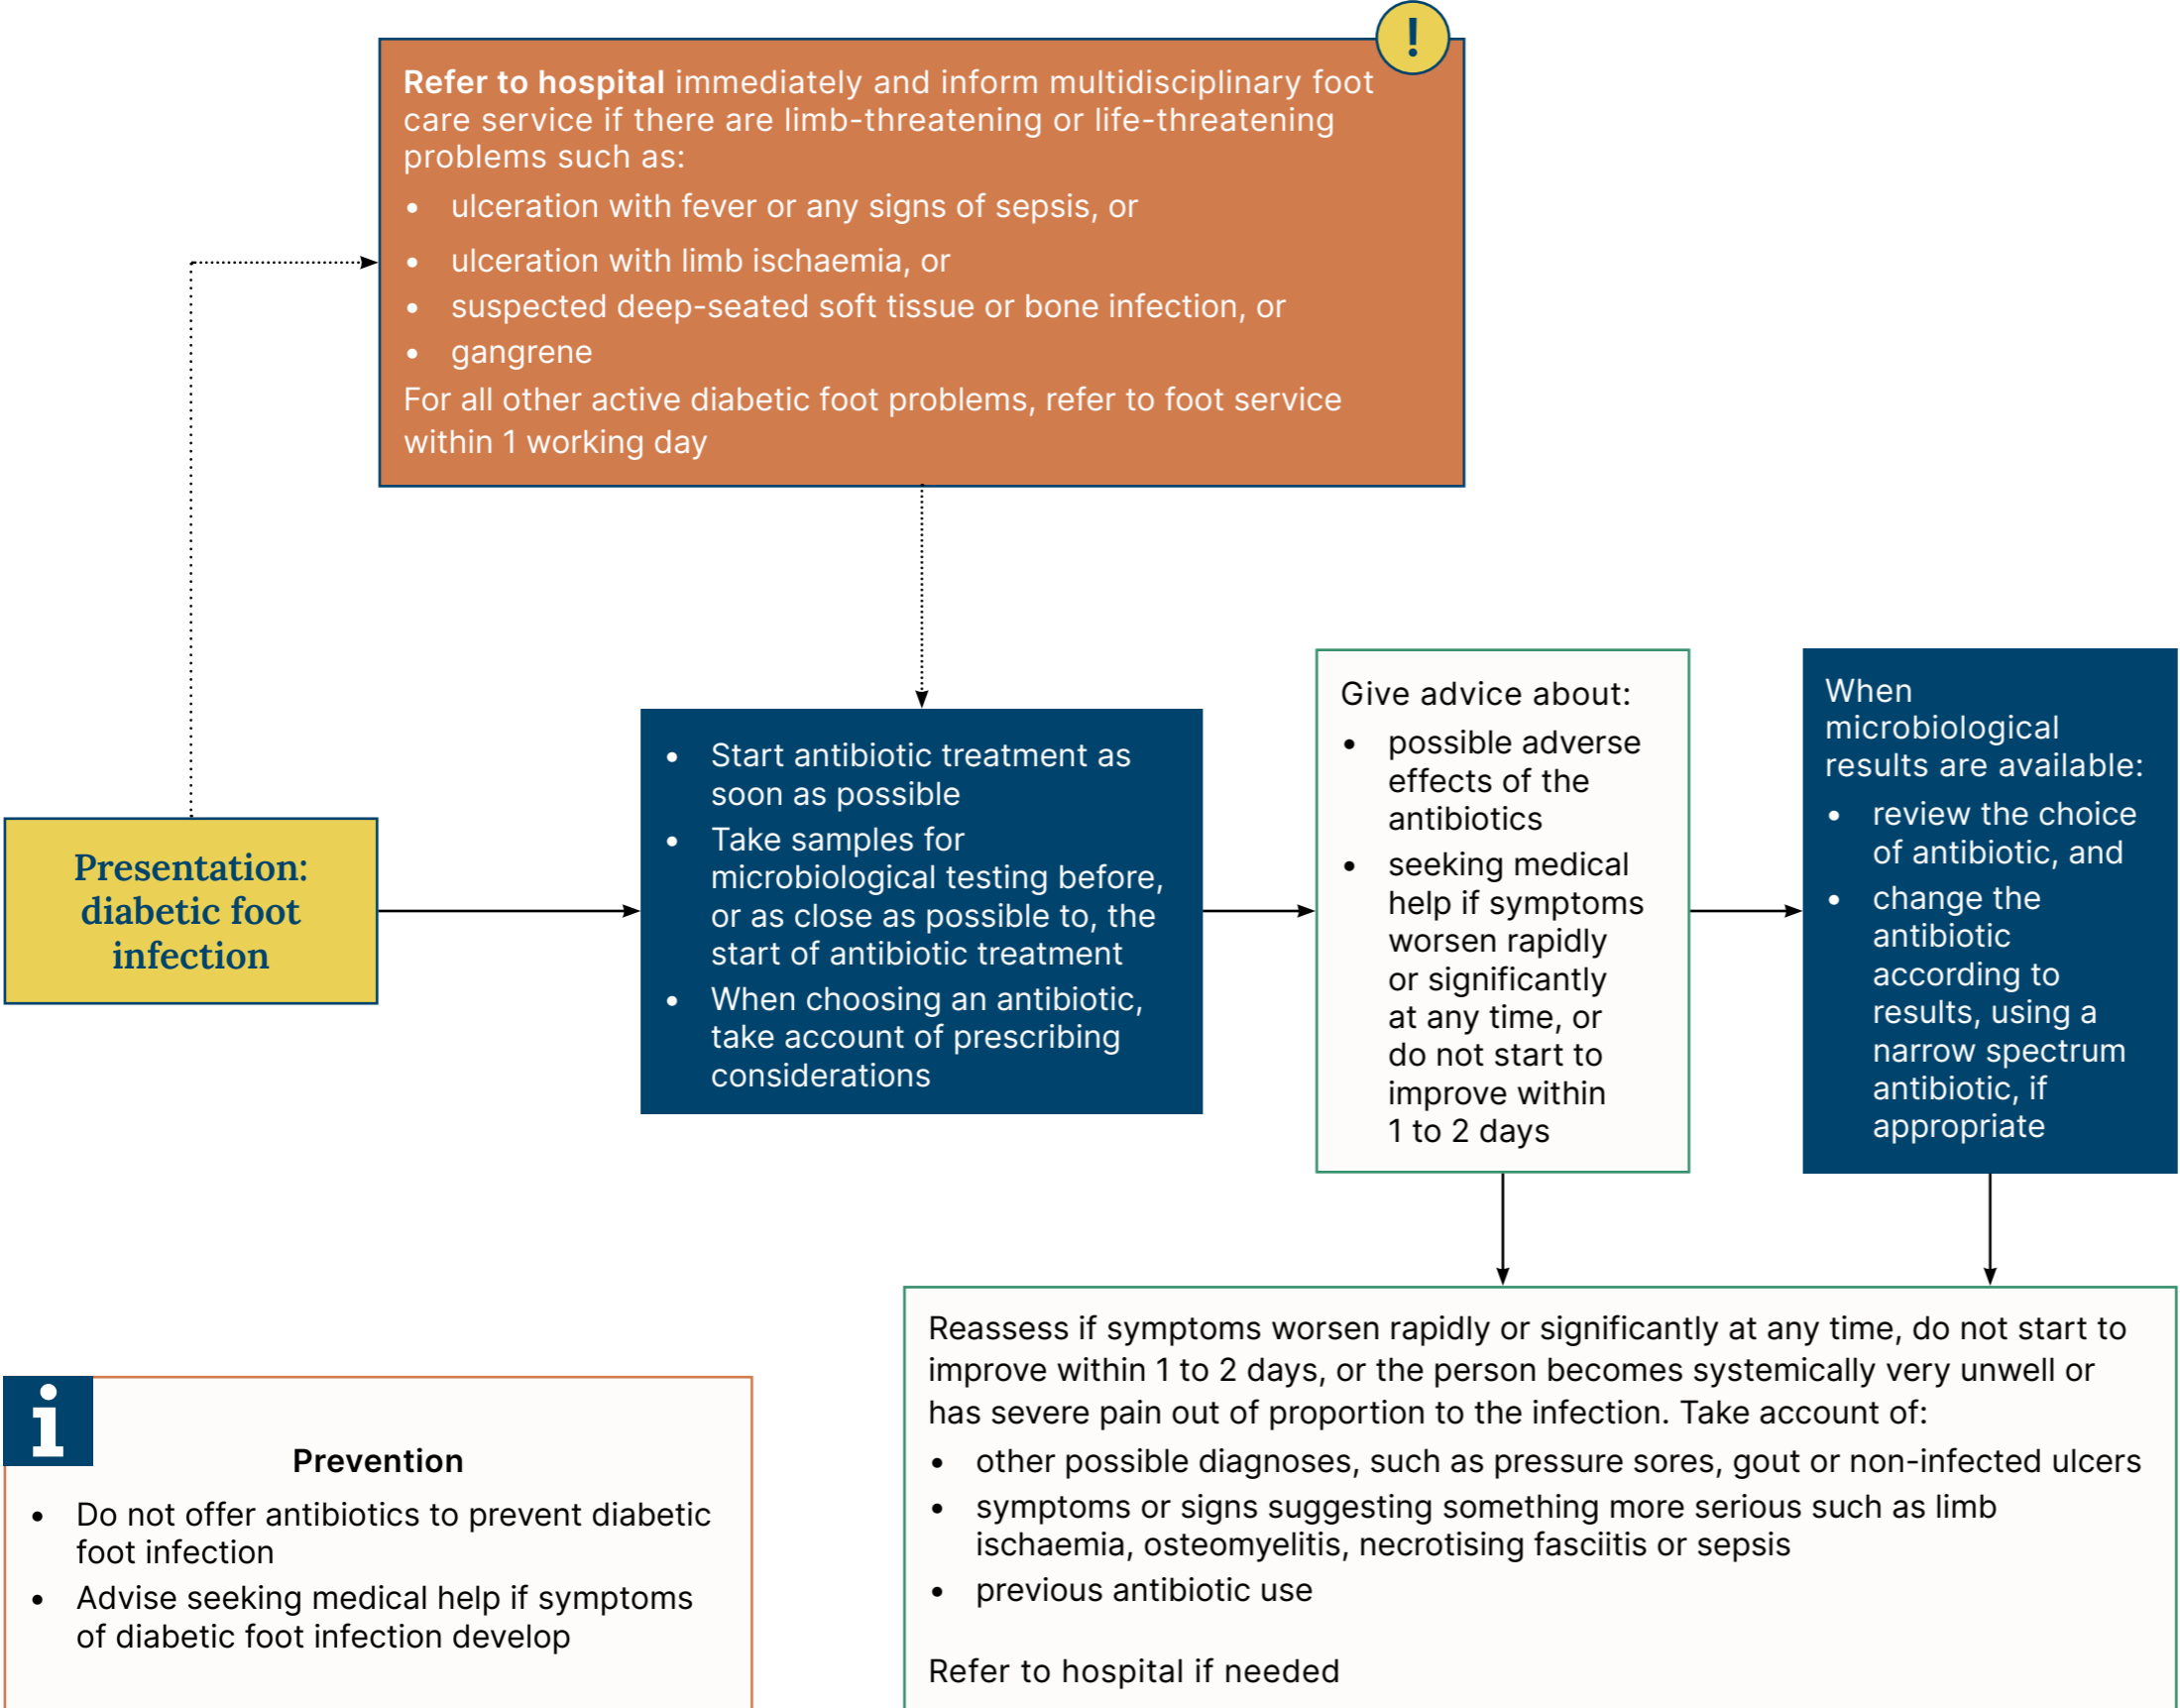 !
Refer to hospital immediately and inform multidisciplinary foot
care service if there are limb-threatening or life-threatening
problems such as:
• ulceration with fever or any signs of sepsis, or
• ulceration with limb ischaemia, or
• suspected deep-seated soft tissue or bone infection, or
• gangrene
For all other active diabetic foot problems, refer to foot service
within 1 working day
Presentation:
diabetic foot
infection
• Start antibiotic treatment as
soon as possible
• Take samples for
microbiological testing before,
or as close as possible to, the
start of antibiotic treatment
• When choosing an antibiotic,
take account of prescribing
considerations
Give advice about:
• possible adverse
effects of the
antibiotics
• seeking medical
help if symptoms
worsen rapidly
or significantly
at any time, or
do not start to
improve within
1 to 2 days
When
microbiological
results are available:
• review the choice
of antibiotic, and
• change the
antibiotic
according to
results, using a
narrow spectrum
antibiotic, if
appropriate
Reassess if symptoms worsen rapidly or significantly at any time, do not start to
improve within 1 to 2 days, or the person becomes systemically very unwell or
has severe pain out of proportion to the infection. Take account of:
• other possible diagnoses, such as pressure sores, gout or non-infected ulcers
• symptoms or signs suggesting something more serious such as limb
ischaemia, osteomyelitis, necrotising fasciitis or sepsis
• previous antibiotic use
Refer to hospital if needed
i
Prevention
• Do not offer antibiotics to prevent diabetic
foot infection
• Advise seeking medical help if symptoms
of diabetic foot infection develop